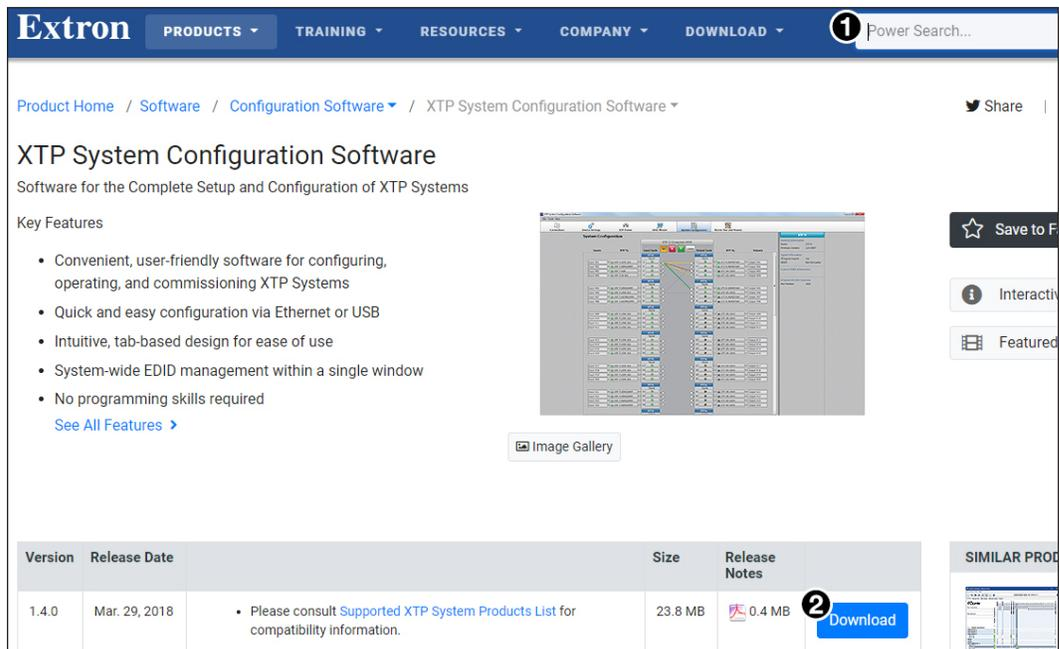 Extron PRODUCTS TRAINING RESOURCES COMPANY DOWNLOAD 1 Power Search...
Product Home / Software / Configuration Software / XTP System Configuration Software Share |
XTP System Configuration Software
Software for the Complete Setup and Configuration of XTP Systems
Key Features
• Convenient, user-friendly software for configuring,
operating, and commissioning XTP Systems
• Quick and easy configuration via Ethernet or USB
• Intuitive, tab-based design for ease of use
• System-wide EDID management within a single window
• No programming skills required
See All Features
Image Gallery
Save to F
Interactiv
Featured
Version Release Date Size Release
Notes
1.4.0 Mar. 29, 2018 • Please consult Supported XTP System Products List for
compatibility information. 23.8 MB 0.4 MB 2 Download
SIMILAR PROD